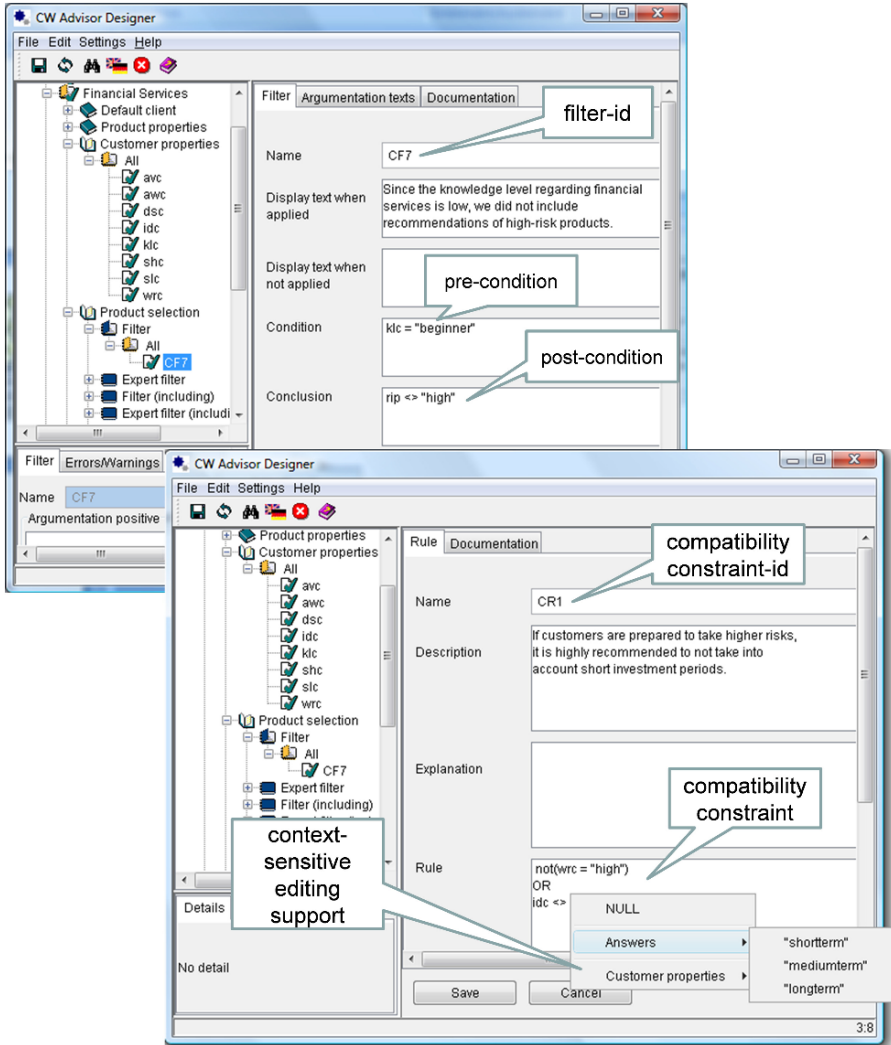 CW Advisor Designer
File Edit Settings Help
Financial Services
Default client
Product properties
Customer properties
All
avc
awc
dsc
idc
klc
shc
slc
wrc
Product selection
Filter
All
CF7
Expert filter
Filter (including)
Expert filter (includi
Filter Argumentation texts Documentation
filter-id
Name CF7
Display text when
applied
Since the knowledge level regarding financial
services is low, we did not include
recommendations of high-risk products.
Display text when
not applied
pre-condition
Condition klc = "beginner"
post-condition
Conclusion rip <> "high"
Filter Errors/Warnings
Name CF7
Argumentation positive
CW Advisor Designer
File Edit Settings Help
Product properties
Customer properties
All
avc
awc
dsc
idc
klc
shc
slc
wrc
Product selection
Filter
All
CF7
Expert filter
Filter (including)
context-
sensitive
editing
support
Details
No detail
Rule Documentation
compatibility
constraint-id
Name CR1
Description
If customers are prepared to take higher risks,
it is highly recommended to not take into
account short investment periods.
Explanation
compatibility
constraint
Rule
not(wrc = "high")
OR
idc <>
NULL
Answers
Customer properties
"shortterm"
"mediumterm"
"longterm"
Save Cancel
3:8